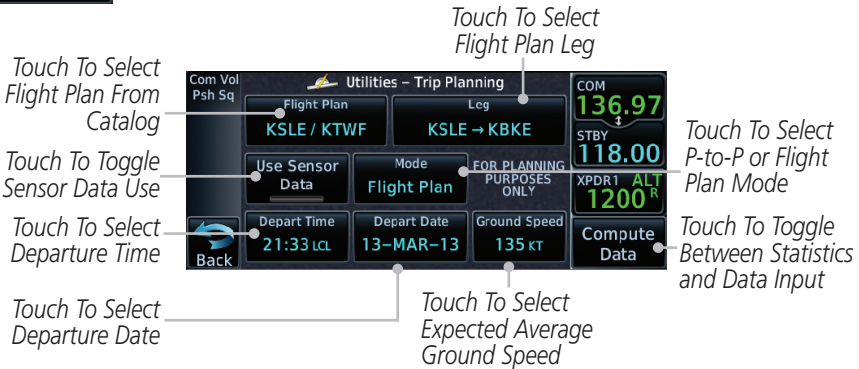 Touch To Select
Flight Plan Leg
Touch To Select
Flight Plan From
Catalog
Touch To Toggle
Sensor Data Use
Touch To Select
Departure Time
Touch To Select
Departure Date
Com Vol
Psh Sq
Utilities – Trip Planning
Flight Plan
KSLE / KTWF
Leg
KSLE → KBKE
Use Sensor
Data
Mode
Flight Plan
FOR PLANNING
PURPOSES
ONLY
Depart Time
21:33 LCL
Depart Date
13–MAR–13
Ground Speed
135 KT
Back
COM
136.97
↕
STBY
118.00
XPDR1 ALT
1200 R
Compute
Data
Touch To Select
P-to-P or Flight
Plan Mode
Touch To Toggle
Between Statistics
and Data Input
Touch To Select
Expected Average
Ground Speed